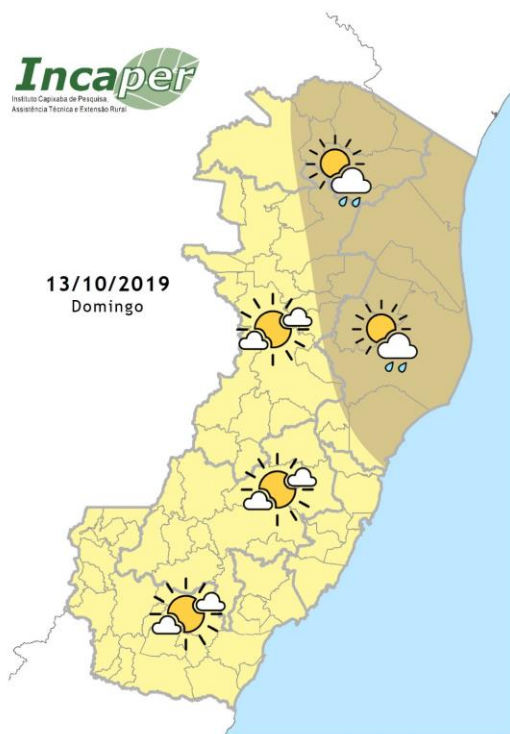 Incaper
Instituto Capixaba de Pesquisa,
Assistência Técnica e Extensão Rural
13/10/2019
Domingo